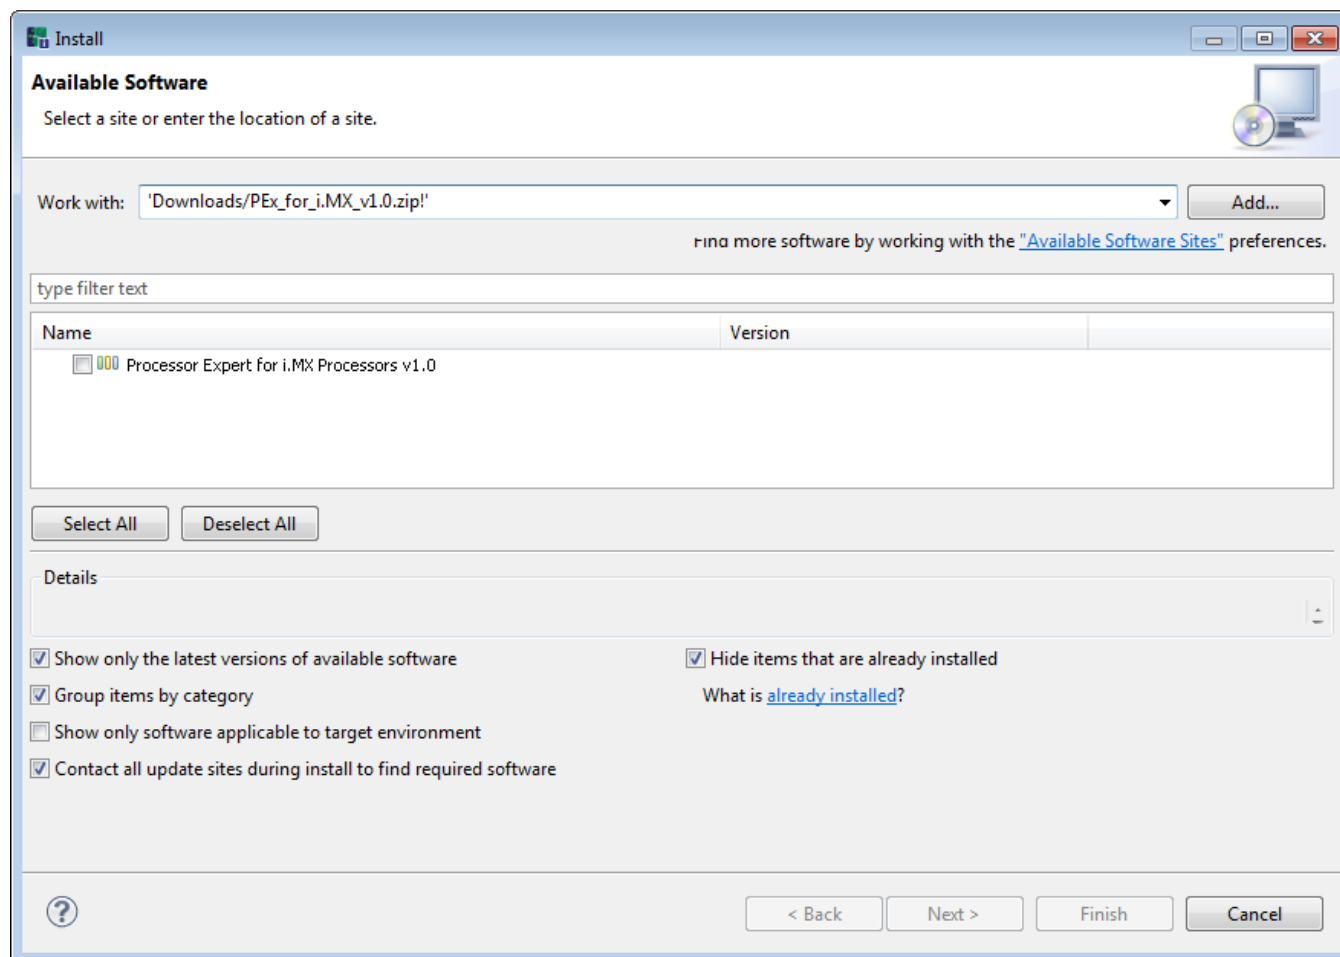 Install
Available Software
Select a site or enter the location of a site.
Work with: 'Downloads/PEx_for_i.MX_v1.0.zip!' Add...
Find more software by working with the "Available Software Sites" preferences.
type filter text
Name Version
Processor Expert for i.MX Processors v1.0
Select All Deselect All
Details
Show only the latest versions of available software Hide items that are already installed
Group items by category What is already installed?
Show only software applicable to target environment
Contact all update sites during install to find required software
? < Back Next > Finish Cancel